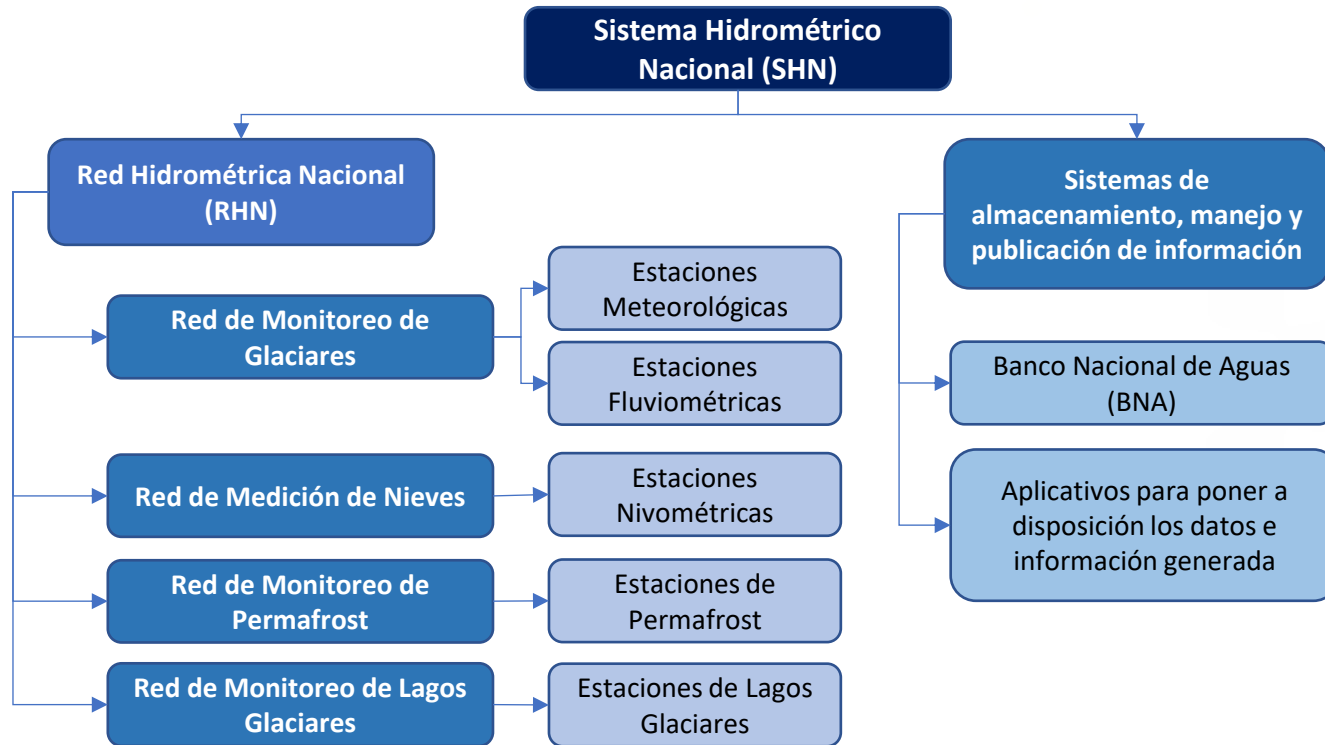 Sistema Hidrométrico
Nacional (SHN)
Red Hidrométrica Nacional
(RHN)
Red de Monitoreo de
Glaciares
Estaciones
Meteorológicas
Estaciones
Fluviométricas
Red de Medición de Nieves
Estaciones
Nivométricas
Red de Monitoreo de
Permafrost
Estaciones de
Permafrost
Red de Monitoreo de Lagos
Glaciares
Estaciones de Lagos
Glaciares
Sistemas de
almacenamiento, manejo y
publicación de información
Banco Nacional de Aguas
(BNA)
Aplicativos para poner a
disposición los datos e
información generada